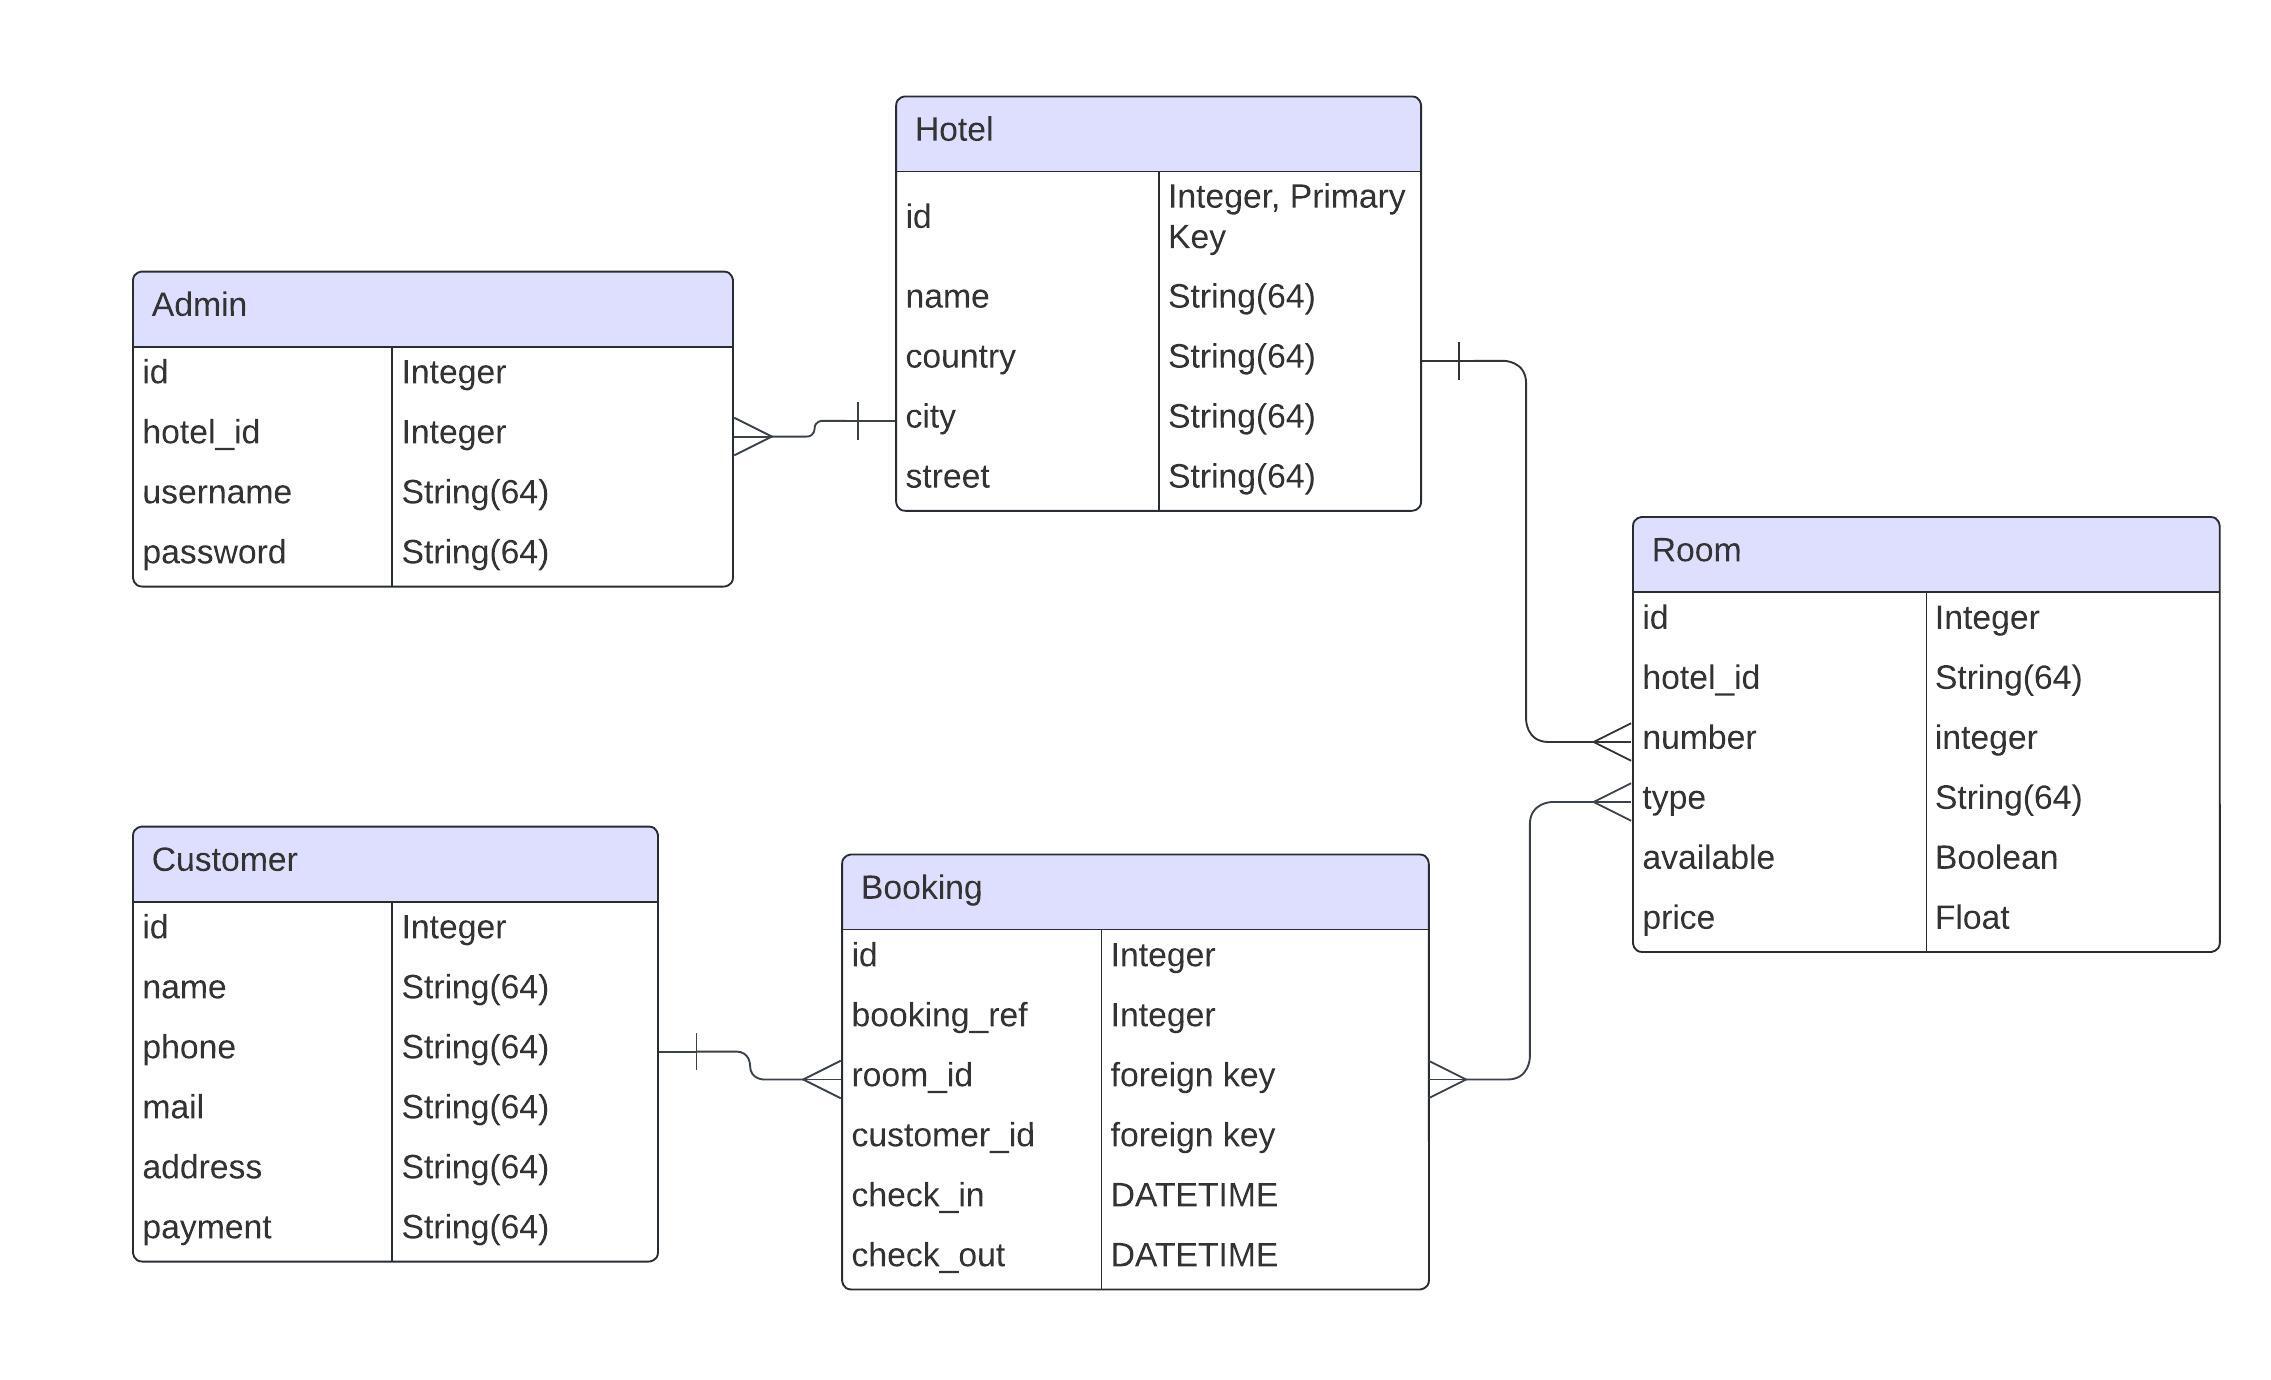 Hotel
id Integer, Primary
Key
name String(64)
country String(64)
city String(64)
street String(64)
Admin
id Integer
hotel_id Integer
username String(64)
password String(64)
Room
id Integer
hotel_id String(64)
number integer
type String(64)
available Boolean
price Float
Customer
id Integer
name String(64)
phone String(64)
mail String(64)
address String(64)
payment String(64)
Booking
id Integer
booking_ref Integer
room_id foreign key
customer_id foreign key
check_in DATETIME
check_out DATETIME